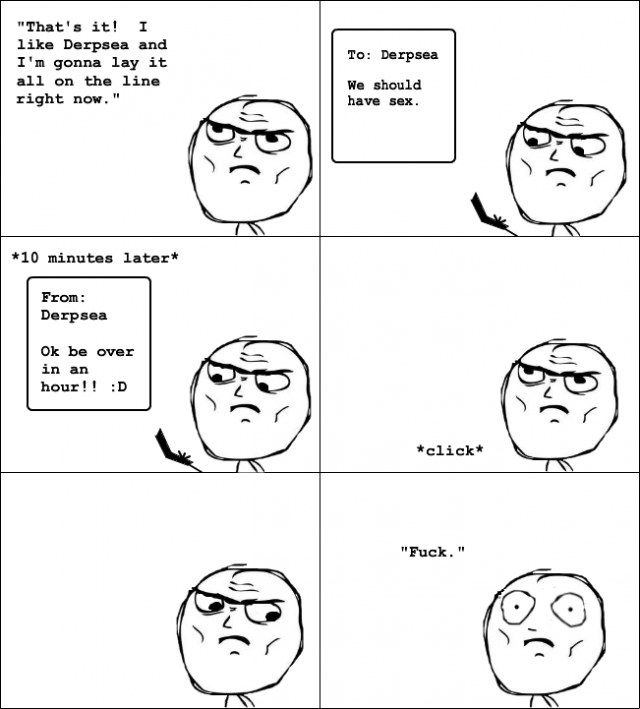 "That's it!  I
like Derpsea and
I'm gonna lay it
all on the line
right now."
To: Derpsea
We should
have sex.
*10 minutes later*
From:
Derpsea
Ok be over
in an
hour!! :D
*click*
"Fuck."